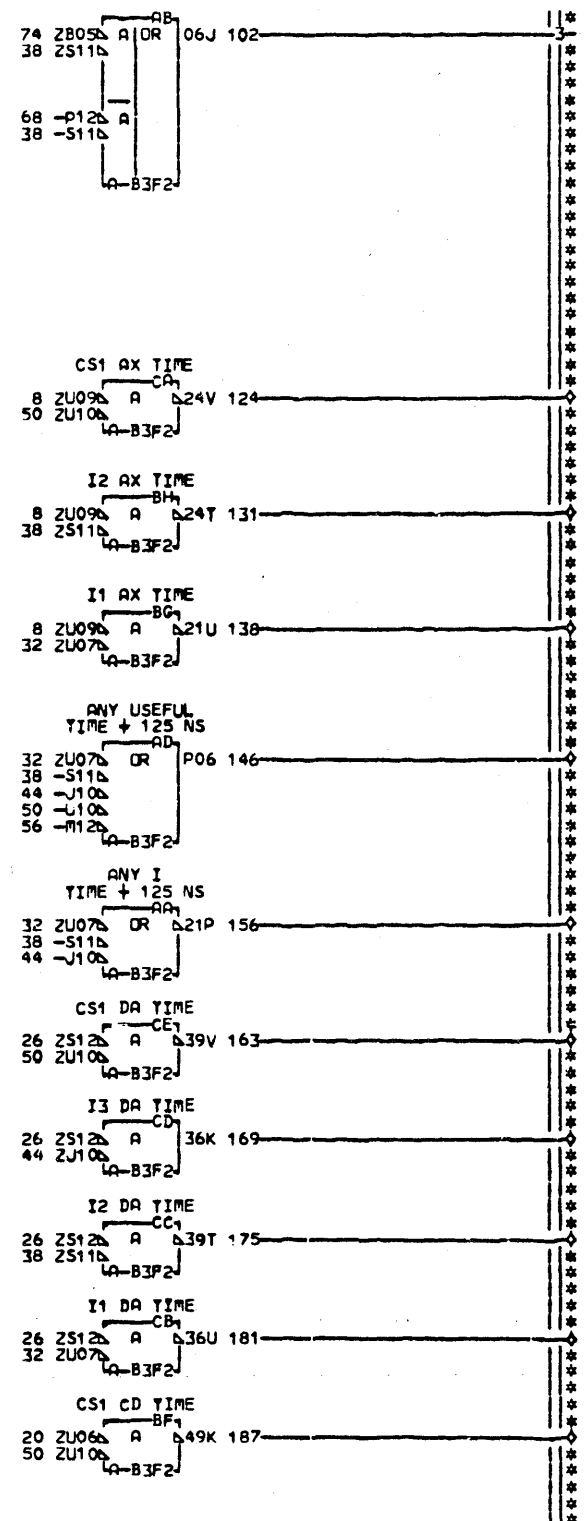 AB
74 ZB05 A OR 06J 102 3
38 ZS11
68 -P12 A
38 -S11
A-B3F2
CS1 AX TIME
CA
8 ZU09 A 24V 124
50 ZU10
A-B3F2
I2 AX TIME
BH
8 ZU09 A 24T 131
38 ZS11
A-B3F2
I1 AX TIME
BG
8 ZU09 A 21U 138
32 ZU07
A-B3F2
ANY USEFUL
TIME + 125 NS
AD
32 ZU07 OR P06 146
38 -S11
44 -J10
50 -U10
56 -M12
A-B3F2
ANY I
TIME + 125 NS
AA
32 ZU07 OR 21P 156
38 -S11
44 -J10
A-B3F2
CS1 DA TIME
CE
26 ZS12 A 39V 163
50 ZU10
A-B3F2
I3 DA TIME
CD
26 ZS12 A 36K 169
44 ZJ10
A-B3F2
I2 DA TIME
CC
26 ZS12 A 39T 175
38 ZS11
A-B3F2
I1 DA TIME
CB
26 ZS12 A 36U 181
32 ZU07
A-B3F2
CS1 CD TIME
BF
20 ZU06 A 49K 187
50 ZU10
A-B3F2